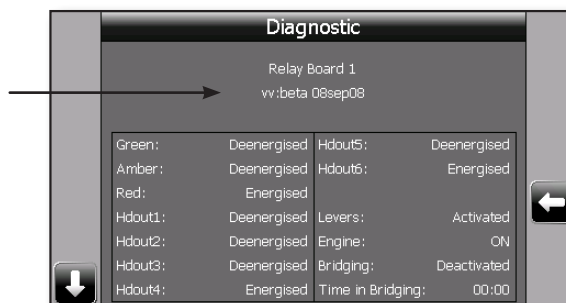 Diagnostic
Relay Board 1
vv:beta 08sep08
Green: Deenergised Hdout5: Deenergised
Amber: Deenergised Hdout6: Energised
Red: Energised
Hdout1: Deenergised Levers: Activated
Hdout2: Deenergised Engine: ON
Hdout3: Deenergised Bridging: Deactivated
Hdout4: Energised Time in Bridging: 00:00